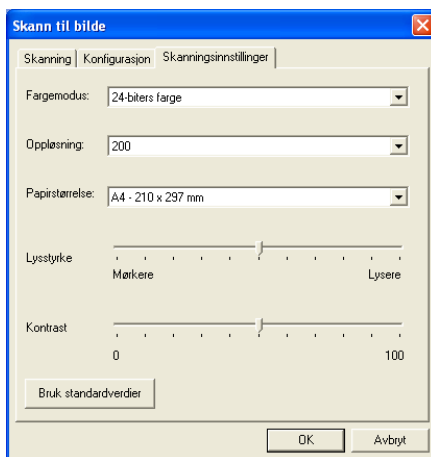 Skann til bilde
Skanning Konfigurasjon Skanningsinnstillinger
Fargemodus: 24-biters farge
Oppløsning: 200
Papirstørrelse: A4 - 210 x 297 mm
Lysstyrke
Mørkere Lysere
Kontrast
0 100
Bruk standardverdier
OK Avbryt